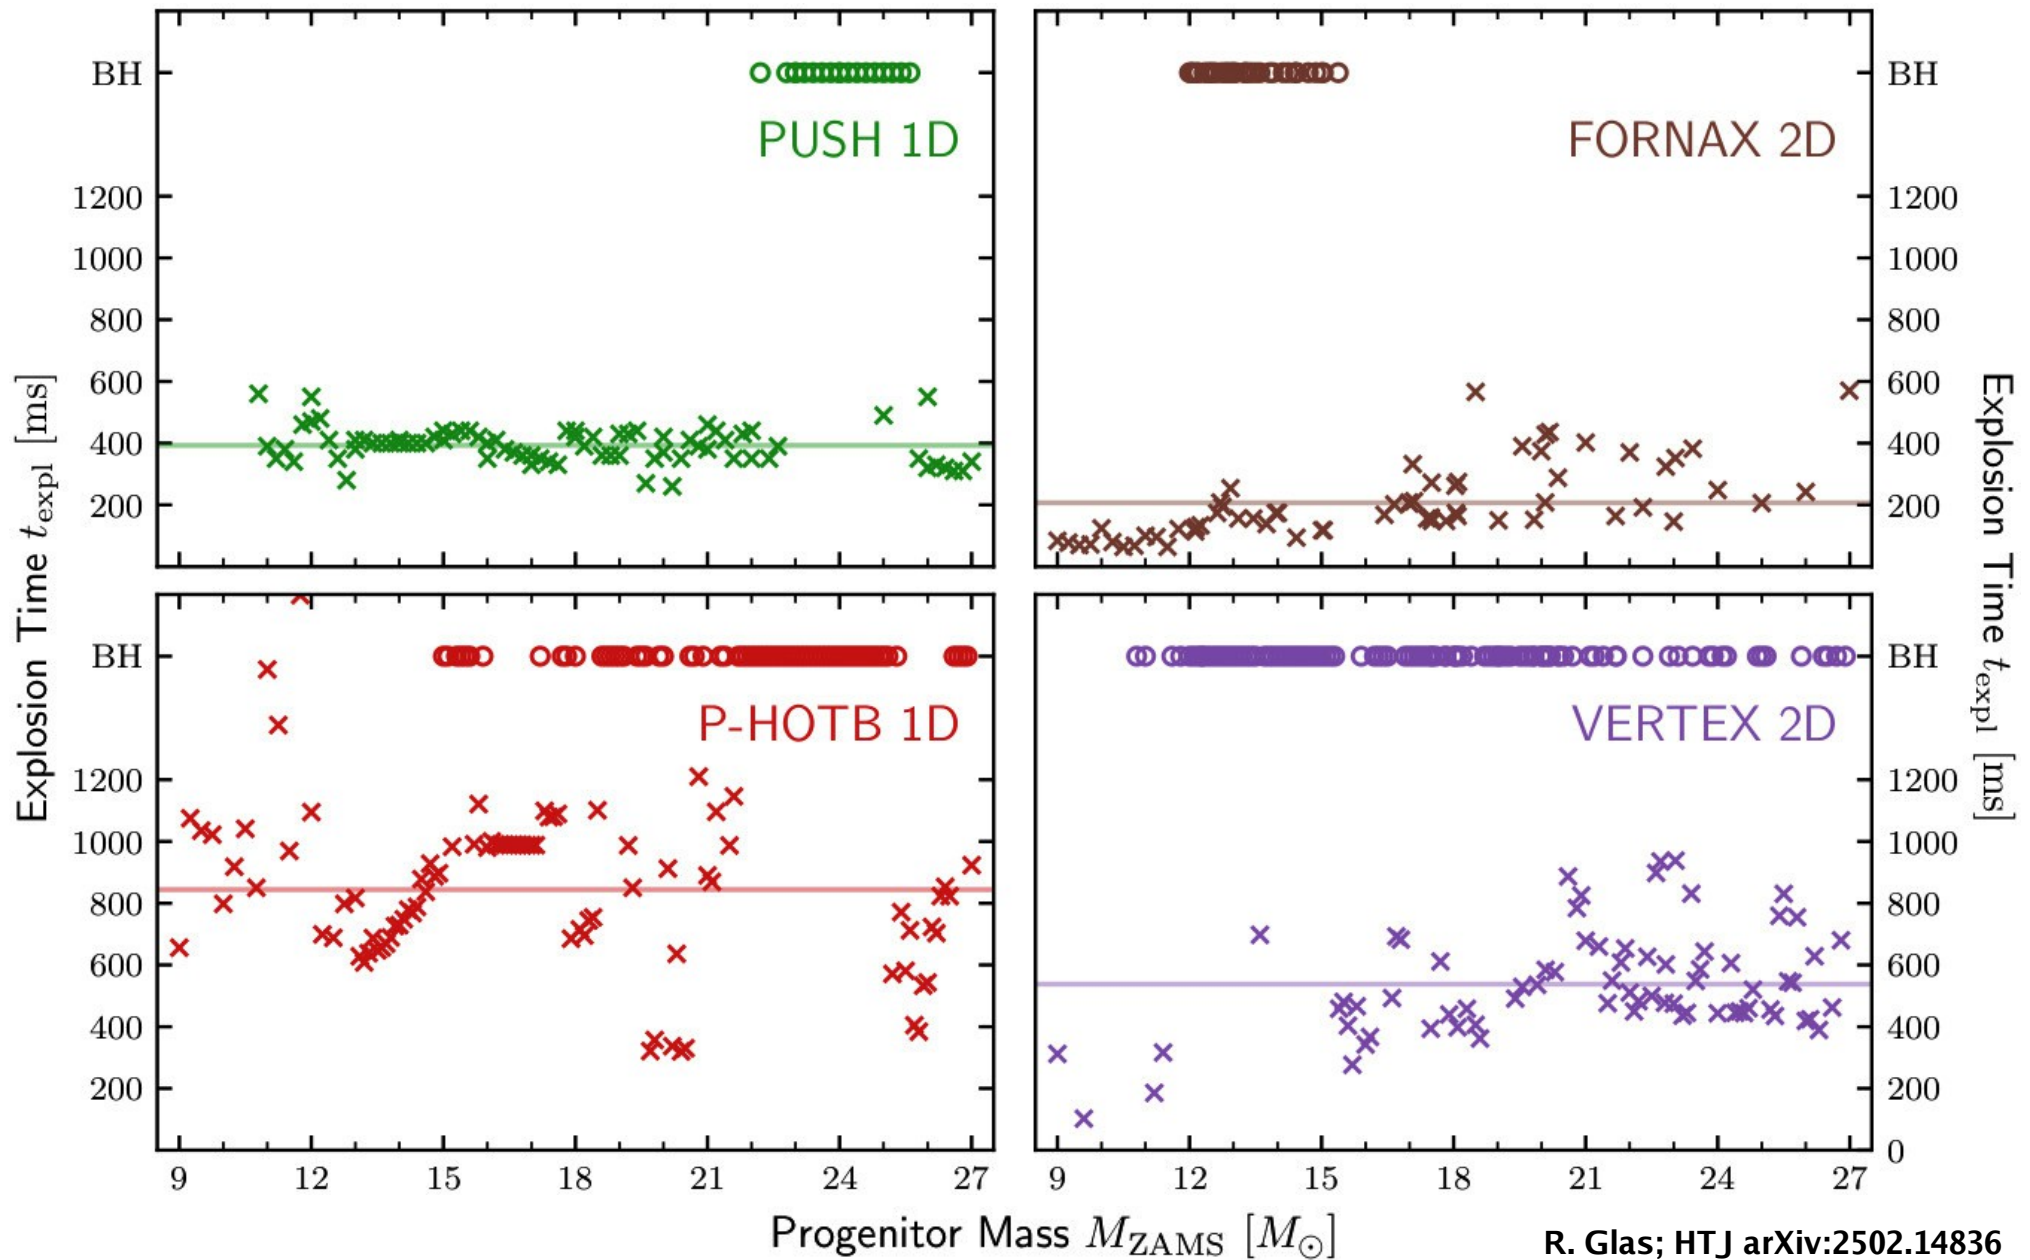 BH
BH
PUSH 1D
FORNAX 2D
1200
1200
1000
1000
800
800
600
600
400
400
200
200
Explosion Time t_expl [ms]
Explosion Time t_expl [ms]
BH
BH
P-HOTB 1D
VERTEX 2D
1200
1200
1000
1000
800
800
600
600
400
400
200
200
0
9 12 15 18 21 24 27
9 12 15 18 21 24 27
Progenitor Mass M_ZAMS [M_⊙]
R. Glas; HTJ arXiv:2502.14836